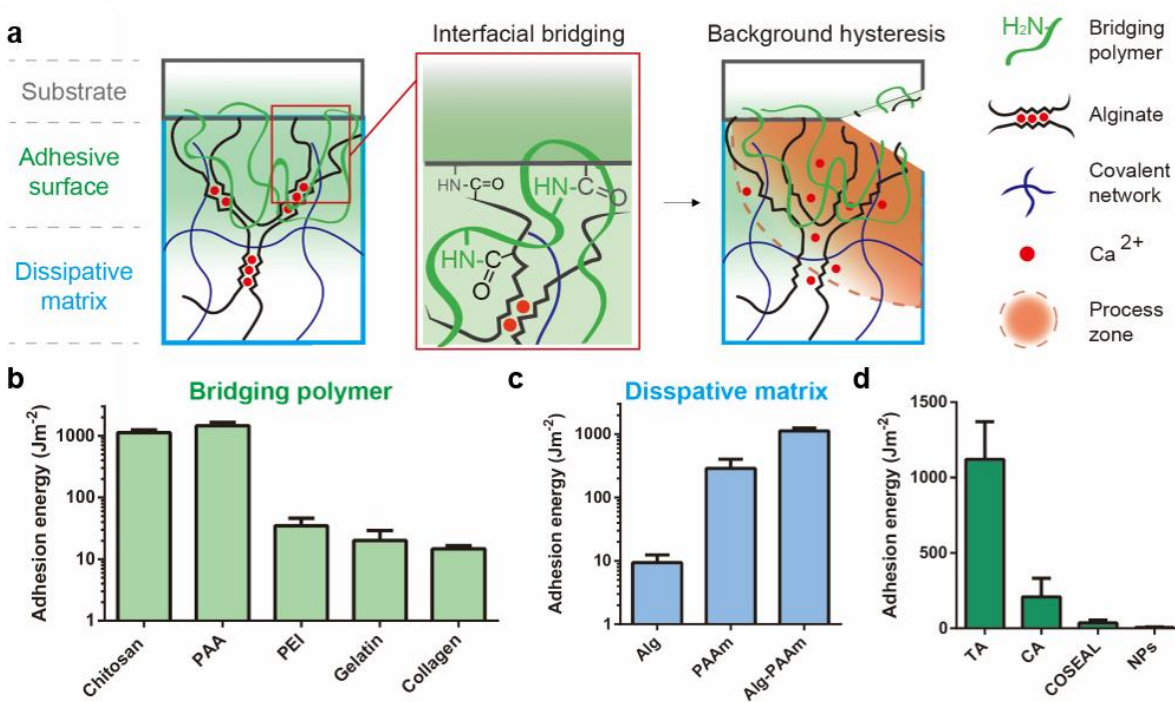 a
Substrate
Adhesive
surface
Dissipative
matrix
Interfacial bridging
HN-C=O
HN
C
O
HN
C
O
Background hysteresis
H₂N
Bridging
polymer
Alginate
Covalent
network
Ca 2+
Process
zone
b
Bridging polymer
Adhesion energy (Jm⁻²)
1000
100
10
1
Chitosan
PAA
PEI
Gelatin
Collagen
c
Disspative matrix
Adhesion energy (Jm⁻²)
1000
100
10
1
Alg
PAAm
Alg-PAAm
d
Adhesion energy (Jm⁻²)
1500
1000
500
0
TA
CA
COSEAL
NPs